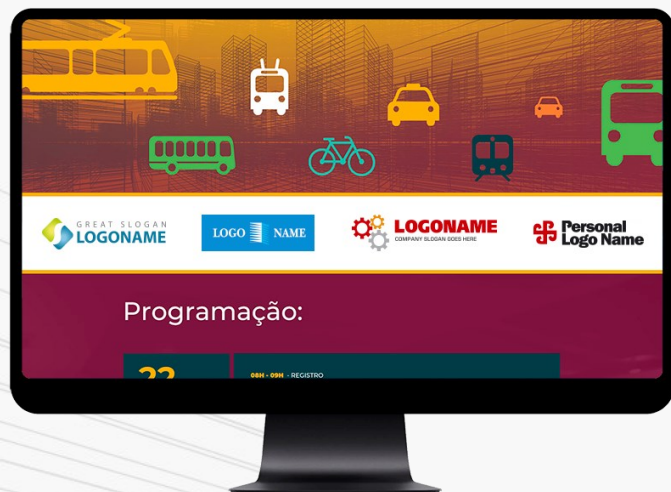 GREAT SLOGAN
LOGONAME
LOGO NAME
LOGONAME
COMPANY SLOGAN GOES HERE
Personal
Logo Name
Programação:
22
08H - 09H - REGISTRO